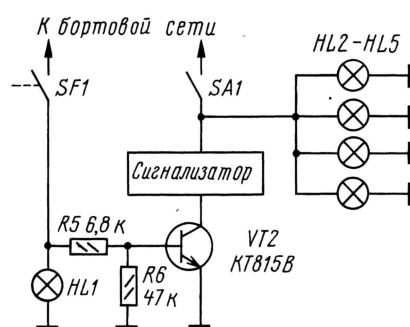 К бортовой сети
HL2-HL5
SF1
SA1
Сигнализатор
R5 6,8 к
VT2
КТ815В
HL1
R6
47 к